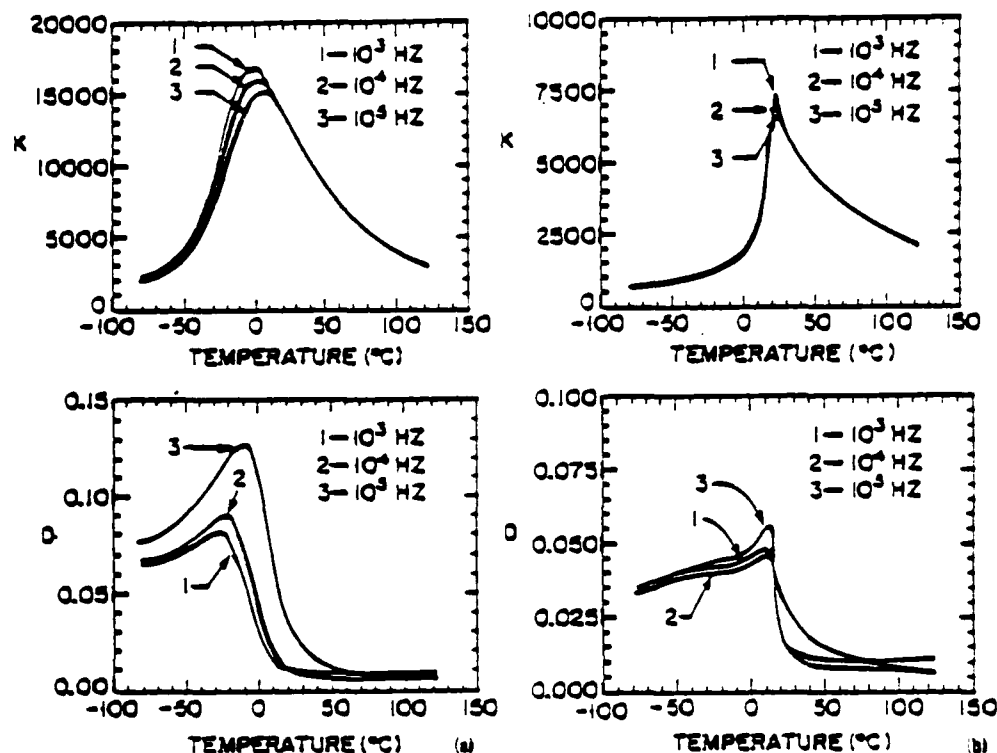 20000
15000
10000
5000
0
K
1
2
3
1-10³ HZ
2-10⁴ HZ
3-10⁵ HZ
-100 -50 0 50 100 150
TEMPERATURE (°C)
10000
7500
5000
2500
0
K
1
2
3
1-10³ HZ
2-10⁴ HZ
3-10⁵ HZ
-100 -50 0 50 100 150
TEMPERATURE (°C)
0.15
0.10
0.05
0.00
D
3
2
1
1-10³ HZ
2-10⁴ HZ
3-10⁵ HZ
-100 -50 0 50 100 150
TEMPERATURE (°C) (a)
0.100
0.075
0.050
0.025
0.000
D
3
1
2
1-10³ HZ
2-10⁴ HZ
3-10⁵ HZ
-100 -50 0 50 100 150
TEMPERATURE (°C) (b)